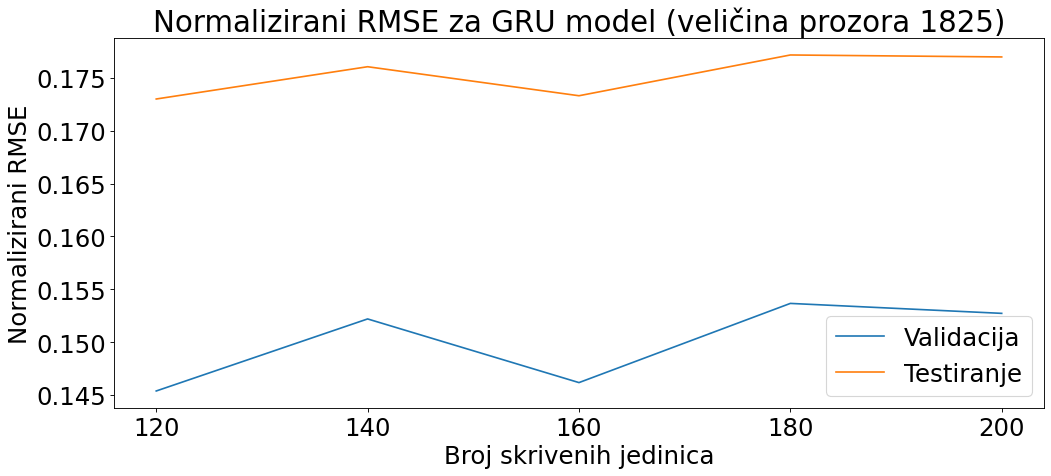 Normalizirani RMSE za GRU model (veličina prozora 1825)
Normalizirani RMSE
0.175
0.170
0.165
0.160
0.155
0.150
0.145
Validacija
Testiranje
120 140 160 180 200
Broj skrivenih jedinica